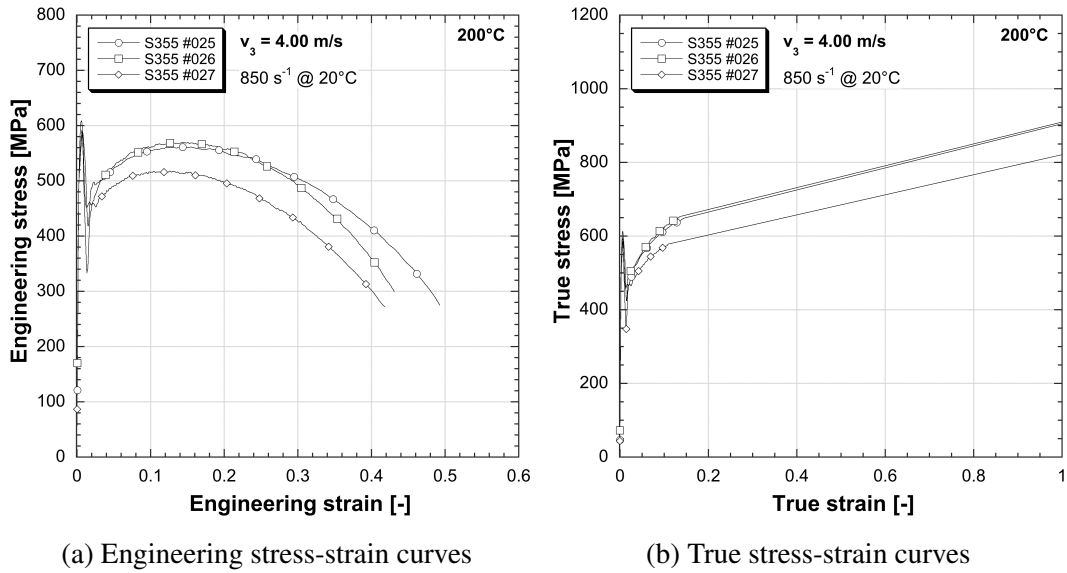 S355 #025
S355 #026
S355 #027
v3 = 4.00 m/s
850 s-1 @ 20°C
200°C
Engineering stress [MPa]
800
700
600
500
400
300
200
100
0
0
0.1
0.2
0.3
0.4
0.5
0.6
Engineering strain [-]
(a) Engineering stress-strain curves
S355 #025
S355 #026
S355 #027
v3 = 4.00 m/s
850 s-1 @ 20°C
200°C
True stress [MPa]
1200
1000
800
600
400
200
0
0
0.2
0.4
0.6
0.8
1
True strain [-]
(b) True stress-strain curves